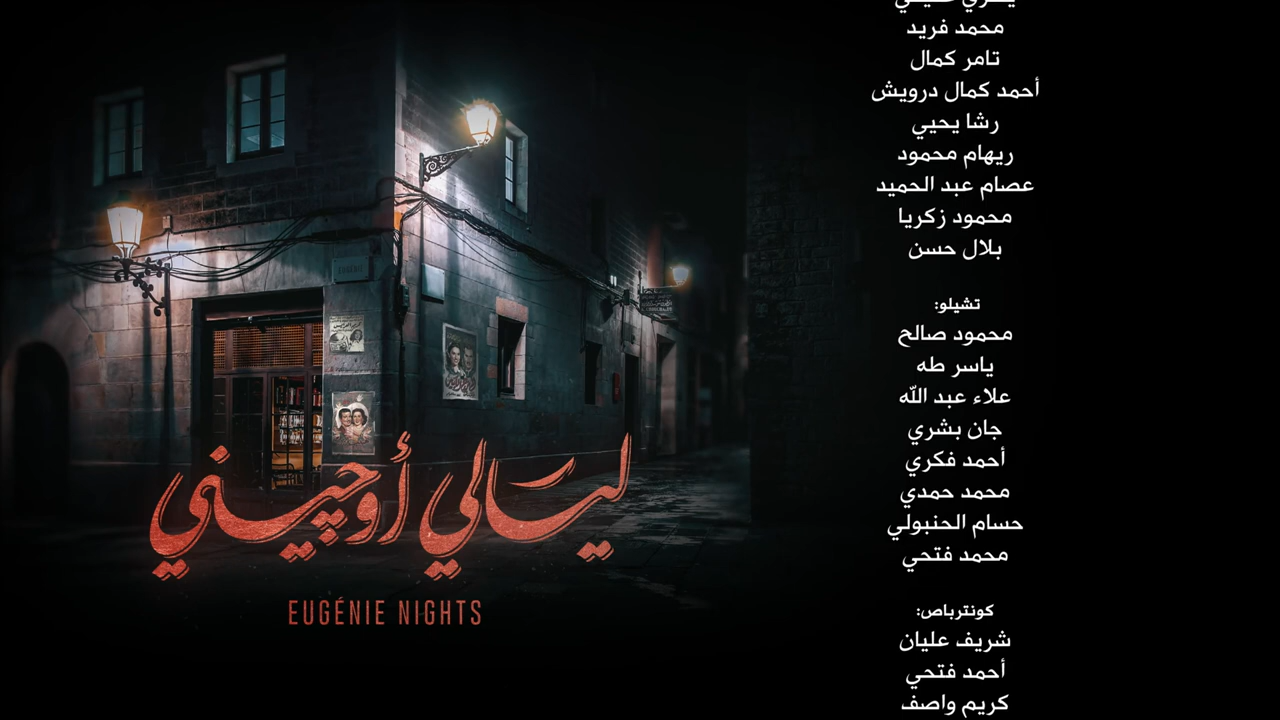 ليالي أوچيني
EUGÉNIE NIGHTS
محمد فريد
تامر كمال
أحمد كمال درويش
رشا يحيي
ريهام محمود
عصام عبد الحميد
محمود زكريا
بلال حسن
تشيلو:
محمود صالح
ياسر طه
علاء عبد الله
جان بشري
أحمد فكري
محمد حمدي
حسام الحنبولي
محمد فتحي
كونترباص:
شريف عليان
أحمد فتحي
كريم واصف